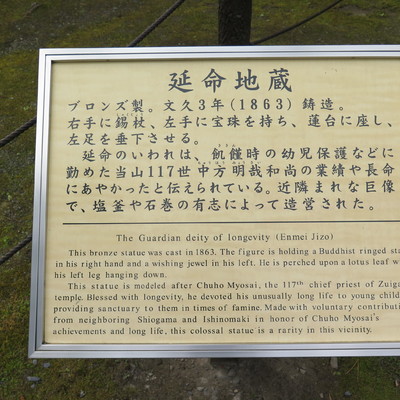 延命地蔵
ブロンズ製。文久3年(1863)鋳造。
右手に錫杖、左手に宝珠を持ち、蓮台に座し、
左足を垂下させる。
延命のいわれは、飢饉時の幼児保護などに
勤めた当山117世中方明哉和尚の業績や長命
にあやかったと伝えられている。近隣まれな巨像
で、塩釜や石巻の有志によって造営された。
The Guardian deity of longevity (Enmei Jizo)
This bronze statue was cast in 1863. The figure is holding a Buddhist ringed
in his right hand and a wishing jewel in his left. He is perched upon a lotus leaf
his left leg hanging down.
This statue is modeled after Chuho Myosai, the 117th chief priest of
temple. Blessed with longevity, he devoted his unusually long life to young
providing sanctuary to them in times of famine. Made with voluntary
from neighboring Shiogama and Ishinomaki in honor of Chuho Myosai's
achievements and long life, this colossal statue is a rarity in this vicinity.